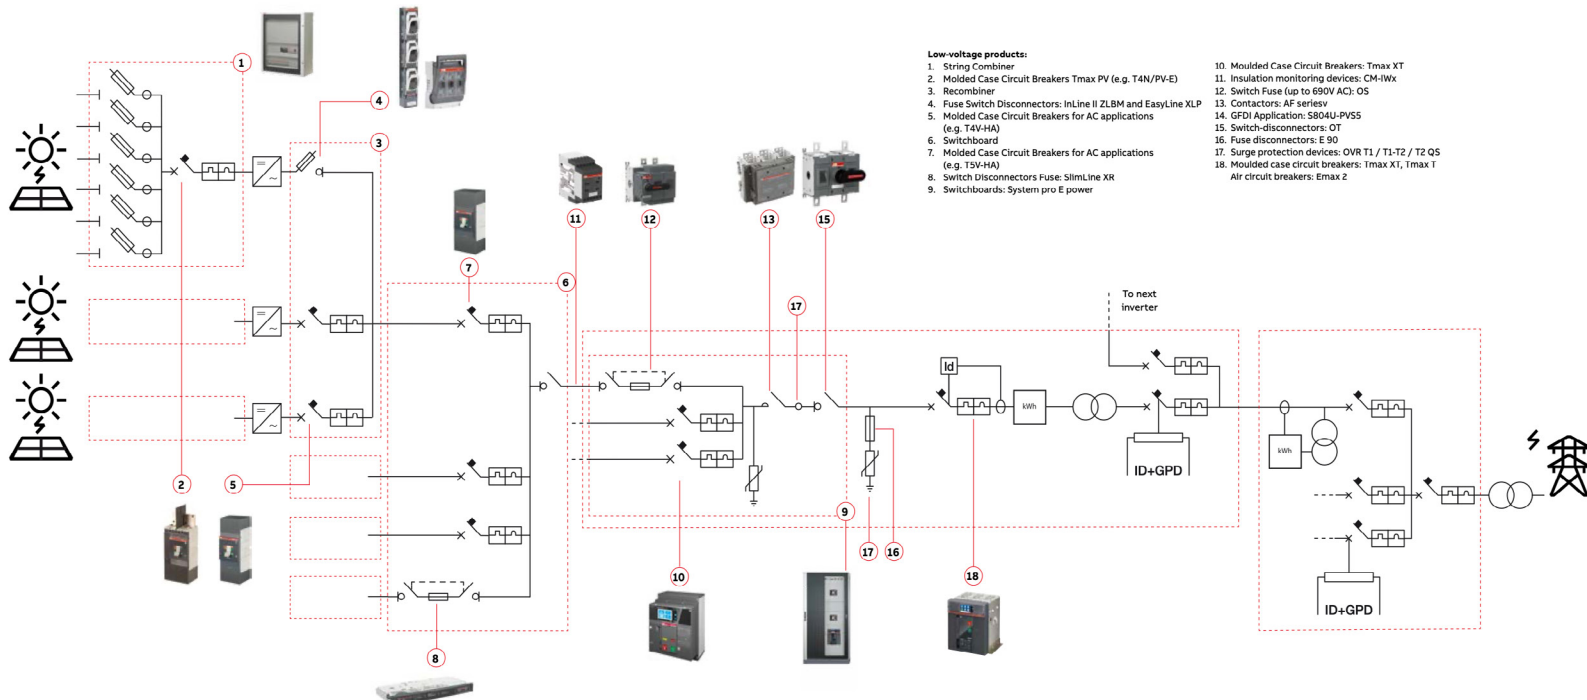 Low-voltage products:
1. String Combiner
2. Molded Case Circuit Breakers Tmax PV (e.g. T4N/PV-E)
3. Recombiner
4. Fuse Switch Disconnectors: InLine II ZLBM and EasyLine XLP
5. Molded Case Circuit Breakers for AC applications
(e.g. T4V-HA)
6. Switchboard
7. Molded Case Circuit Breakers for AC applications
(e.g. T5V-HA)
8. Switch Disconnectors Fuse: SlimLine XR
9. Switchboards: System pro E power
10. Moulded Case Circuit Breakers: Tmax XT
11. Insulation monitoring devices: CM-IWx
12. Switch Fuse (up to 690V AC): OS
13. Contactors: AF seriesv
14. GFDI Application: S804U-PVS5
15. Switch-disconnectors: OT
16. Fuse disconnectors: E 90
17. Surge protection devices: OVR T1 / T1-T2 / T2 QS
18. Moulded case circuit breakers: Tmax XT, Tmax T
Air circuit breakers: Emax 2
1
4
3
11
12
13
15
7
6
17
To next
inverter
Id
kWh
kWh
ID+GPD
2
5
9
17
16
10
18
ID+GPD
8